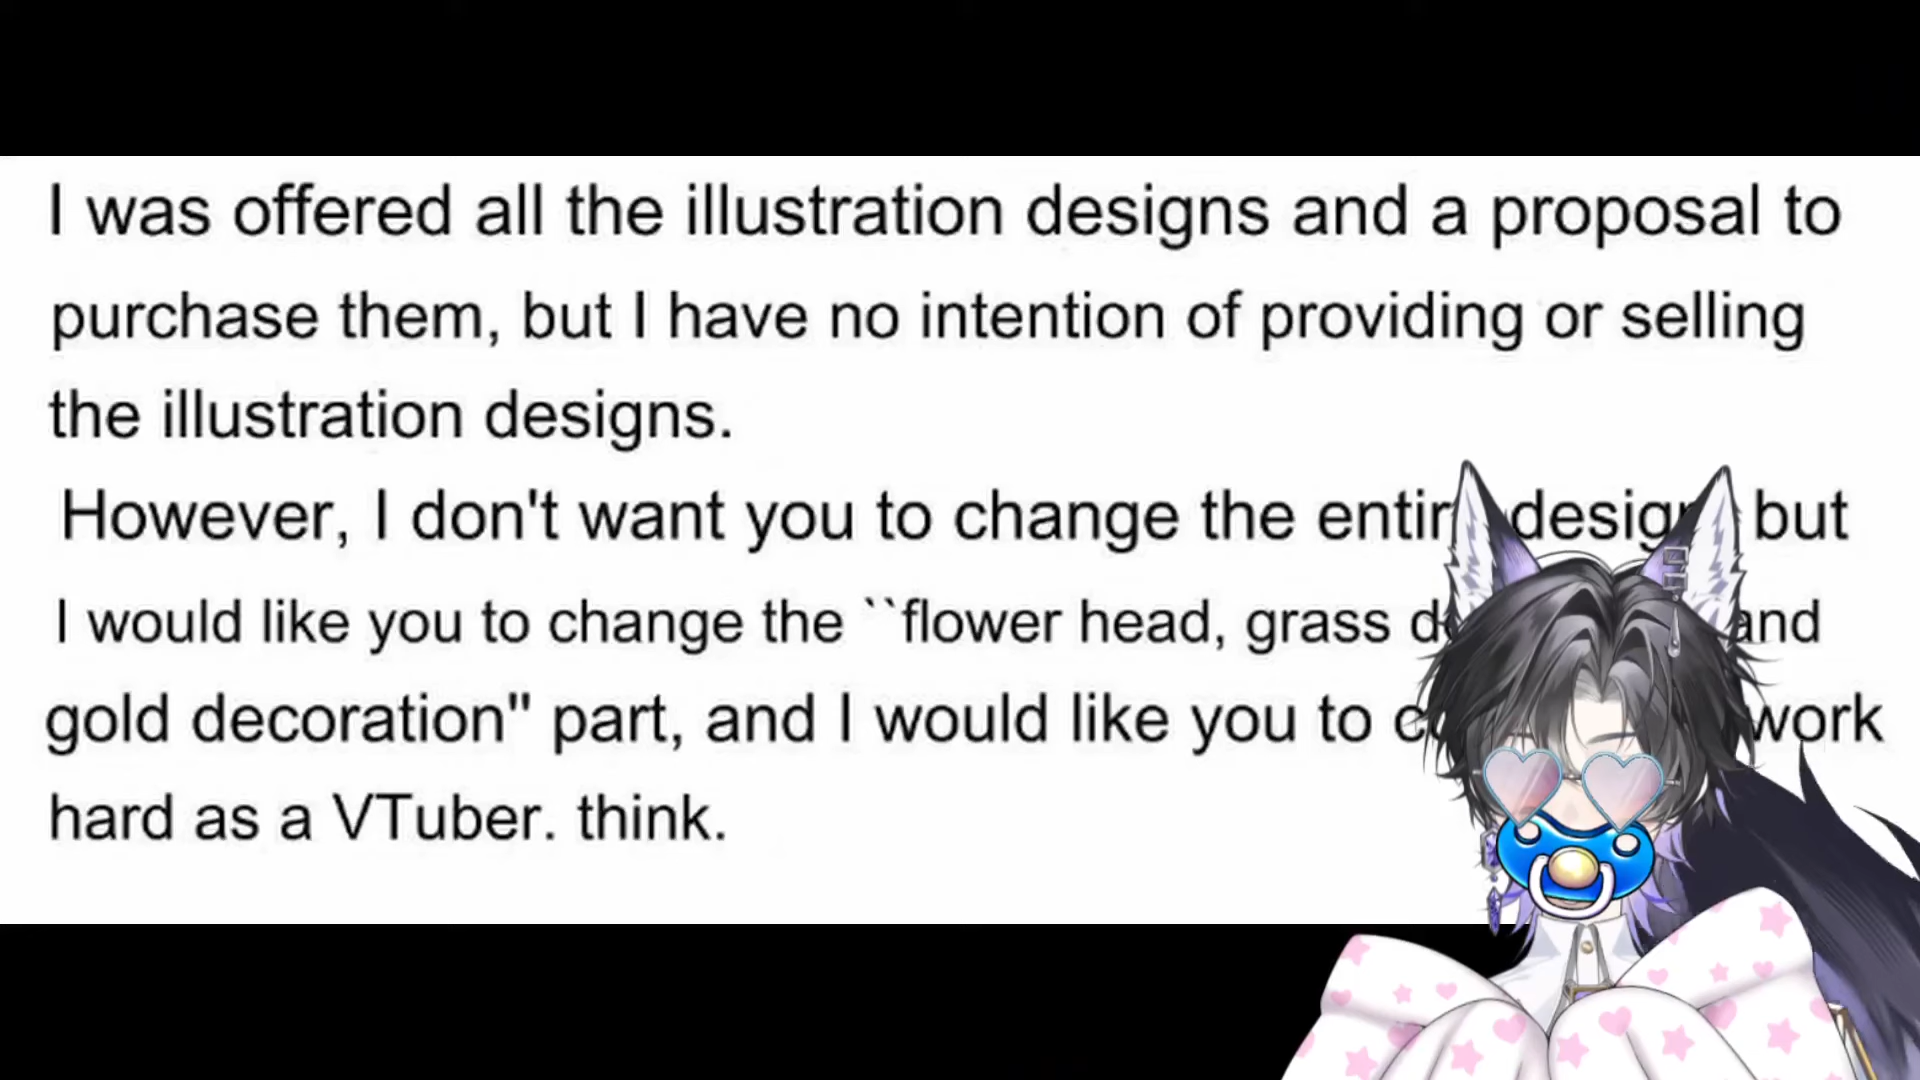 I was offered all the illustration designs and a proposal to
purchase them, but I have no intention of providing or selling
the illustration designs.
However, I don't want you to change the entire design but
I would like you to change the ``flower head, grass and
gold decoration" part, and I would like you to work
hard as a VTuber. think.